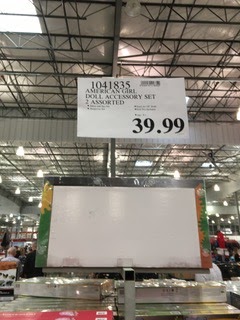 1041835
AMERICAN GIRL
DOLL ACCESSORY SET
2 ASSORTED
39.99